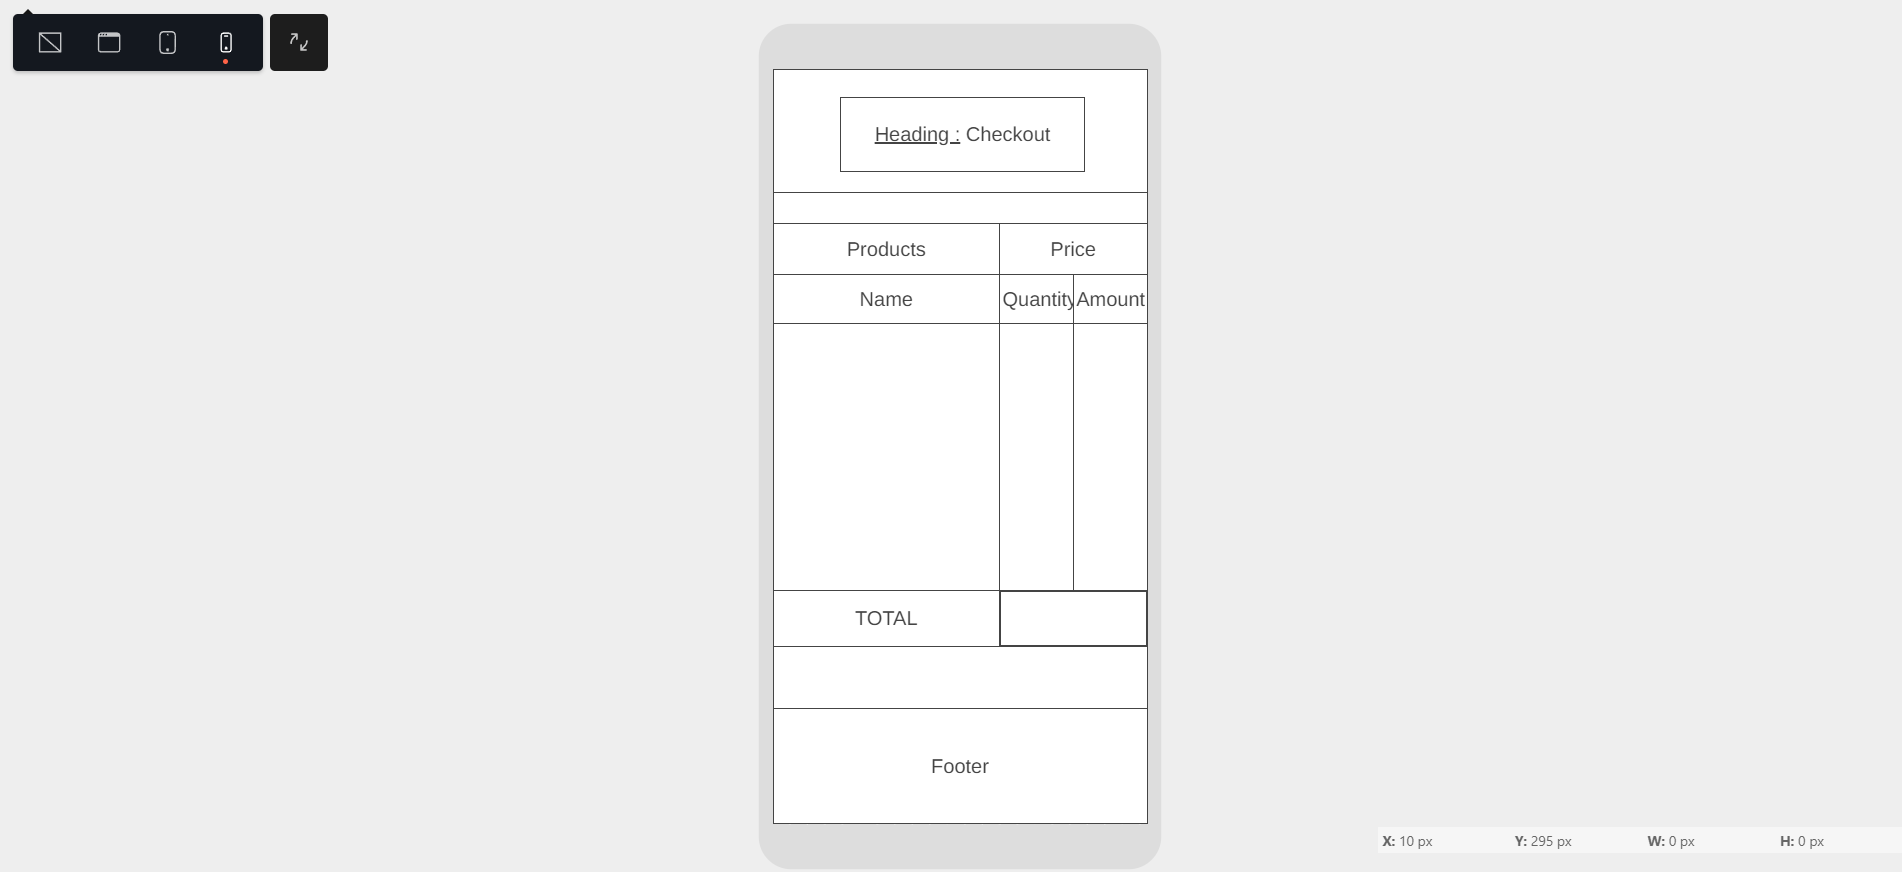 Heading : Checkout
Products Price
Name Quantity Amount
TOTAL
Footer
X: 10 px Y: 295 px W: 0 px H: 0 px